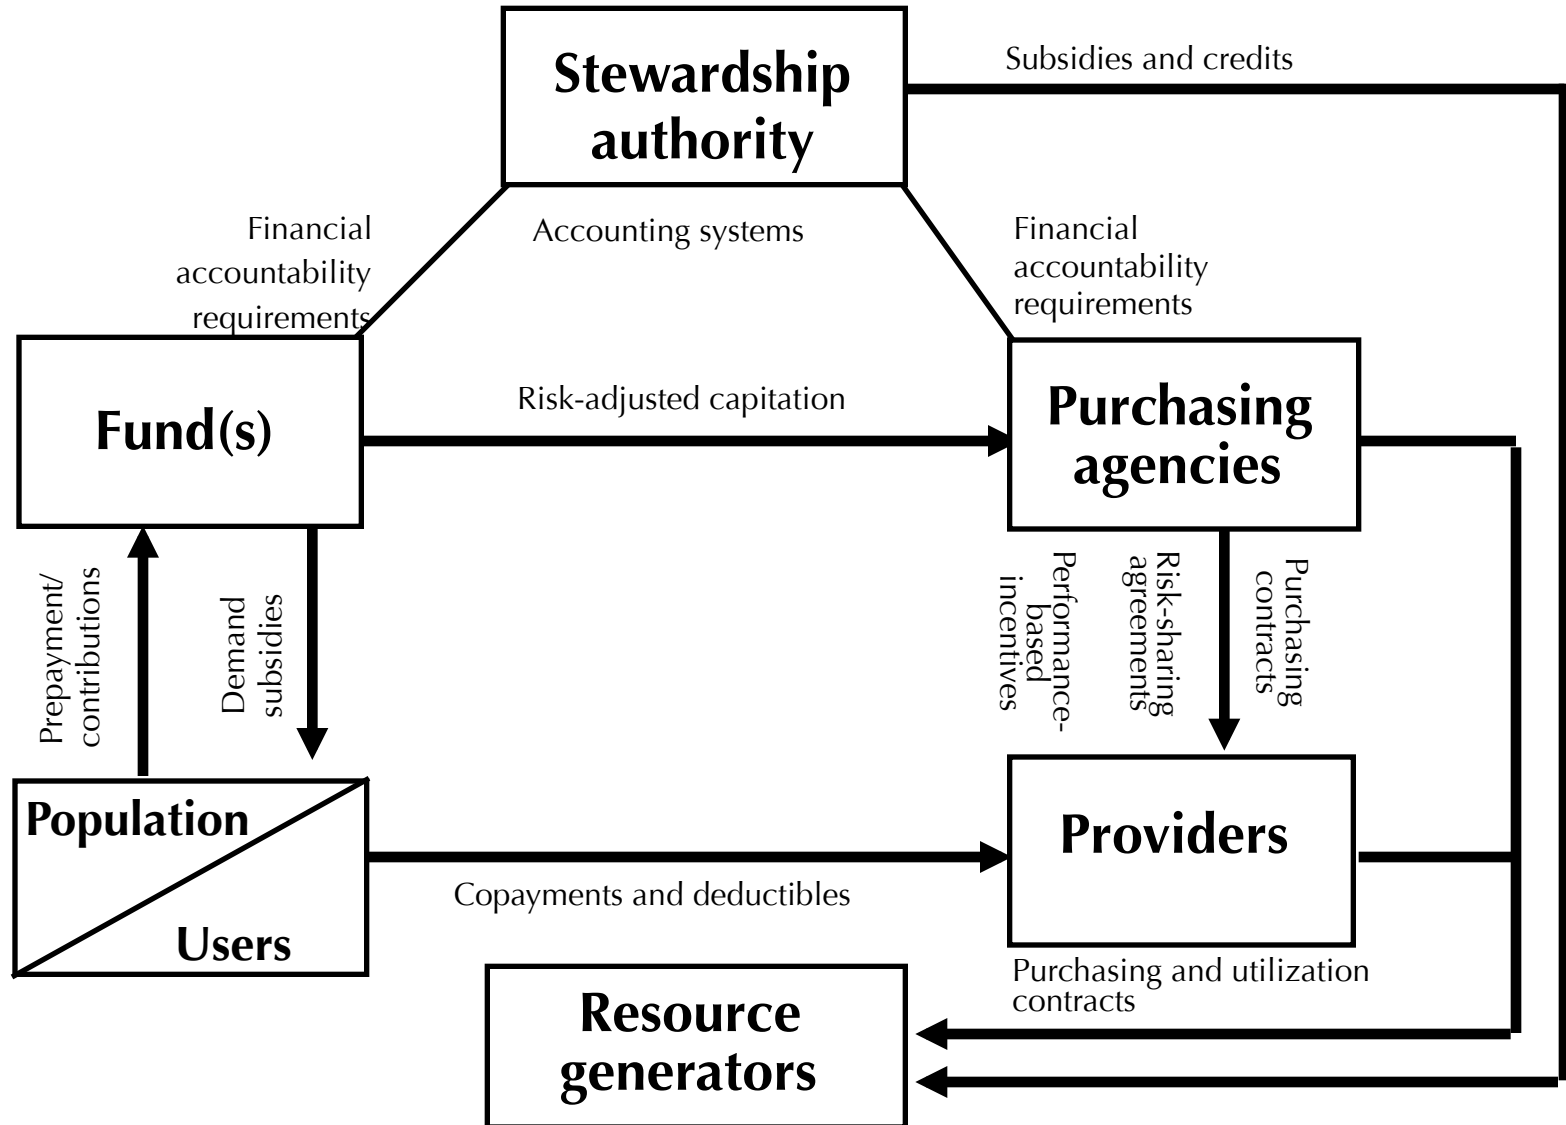 Stewardship
authority
Subsidies and credits
Financial
accountability
requirements
Accounting systems
Financial
accountability
requirements
Fund(s)
Risk-adjusted capitation
Purchasing
agencies
Prepayment/
contributions
Demand
subsidies
Performance-
based
incentives
Risk-sharing
agreements
Purchasing
contracts
Population
Users
Copayments and deductibles
Providers
Purchasing and utilization
contracts
Resource
generators